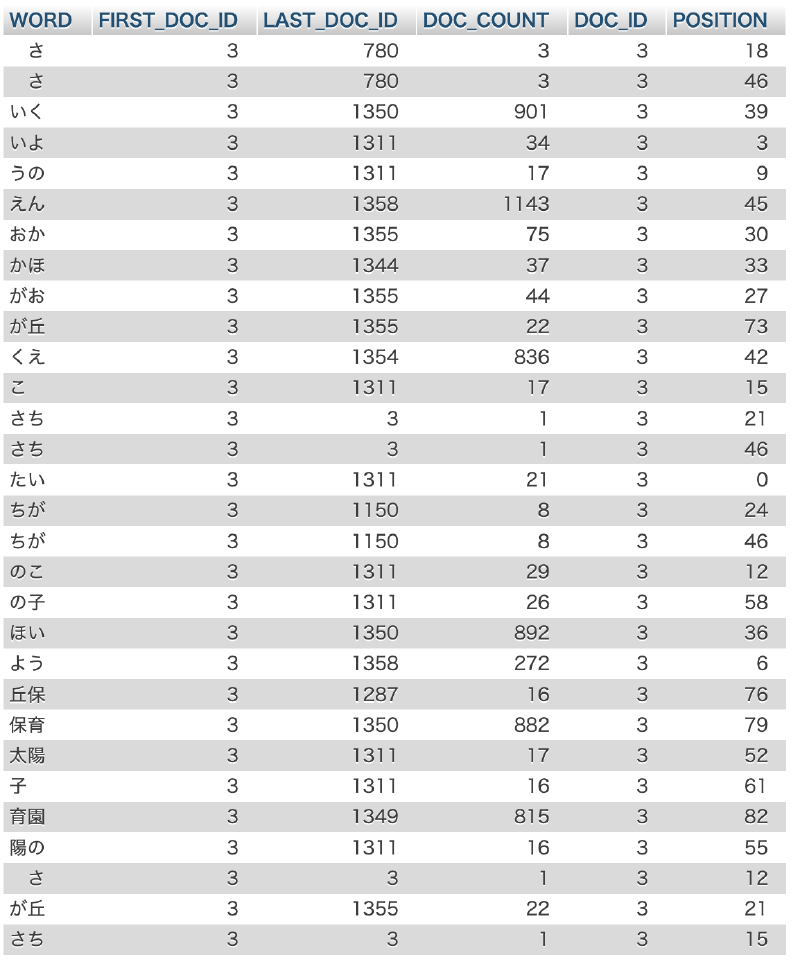 WORD FIRST_DOC_ID LAST_DOC_ID DOC_COUNT DOC_ID POSITION
さ 3 780 3 3 18
さ 3 780 3 3 46
いく 3 1350 901 3 39
いよ 3 1311 34 3 3
うの 3 1311 17 3 9
えん 3 1358 1143 3 45
おか 3 1355 75 3 30
かほ 3 1344 37 3 33
がお 3 1355 44 3 27
が丘 3 1355 22 3 73
くえ 3 1354 836 3 42
こ 3 1311 17 3 15
さち 3 3 1 3 21
さち 3 3 1 3 46
たい 3 1311 21 3 0
ちが 3 1150 8 3 24
ちが 3 1150 8 3 46
のこ 3 1311 29 3 12
の子 3 1311 26 3 58
ほい 3 1350 892 3 36
よう 3 1358 272 3 6
丘保 3 1287 16 3 76
保育 3 1350 882 3 79
太陽 3 1311 17 3 52
子 3 1311 16 3 61
育園 3 1349 815 3 82
陽の 3 1311 16 3 55
さ 3 3 1 3 12
が丘 3 1355 22 3 21
さち 3 3 1 3 15